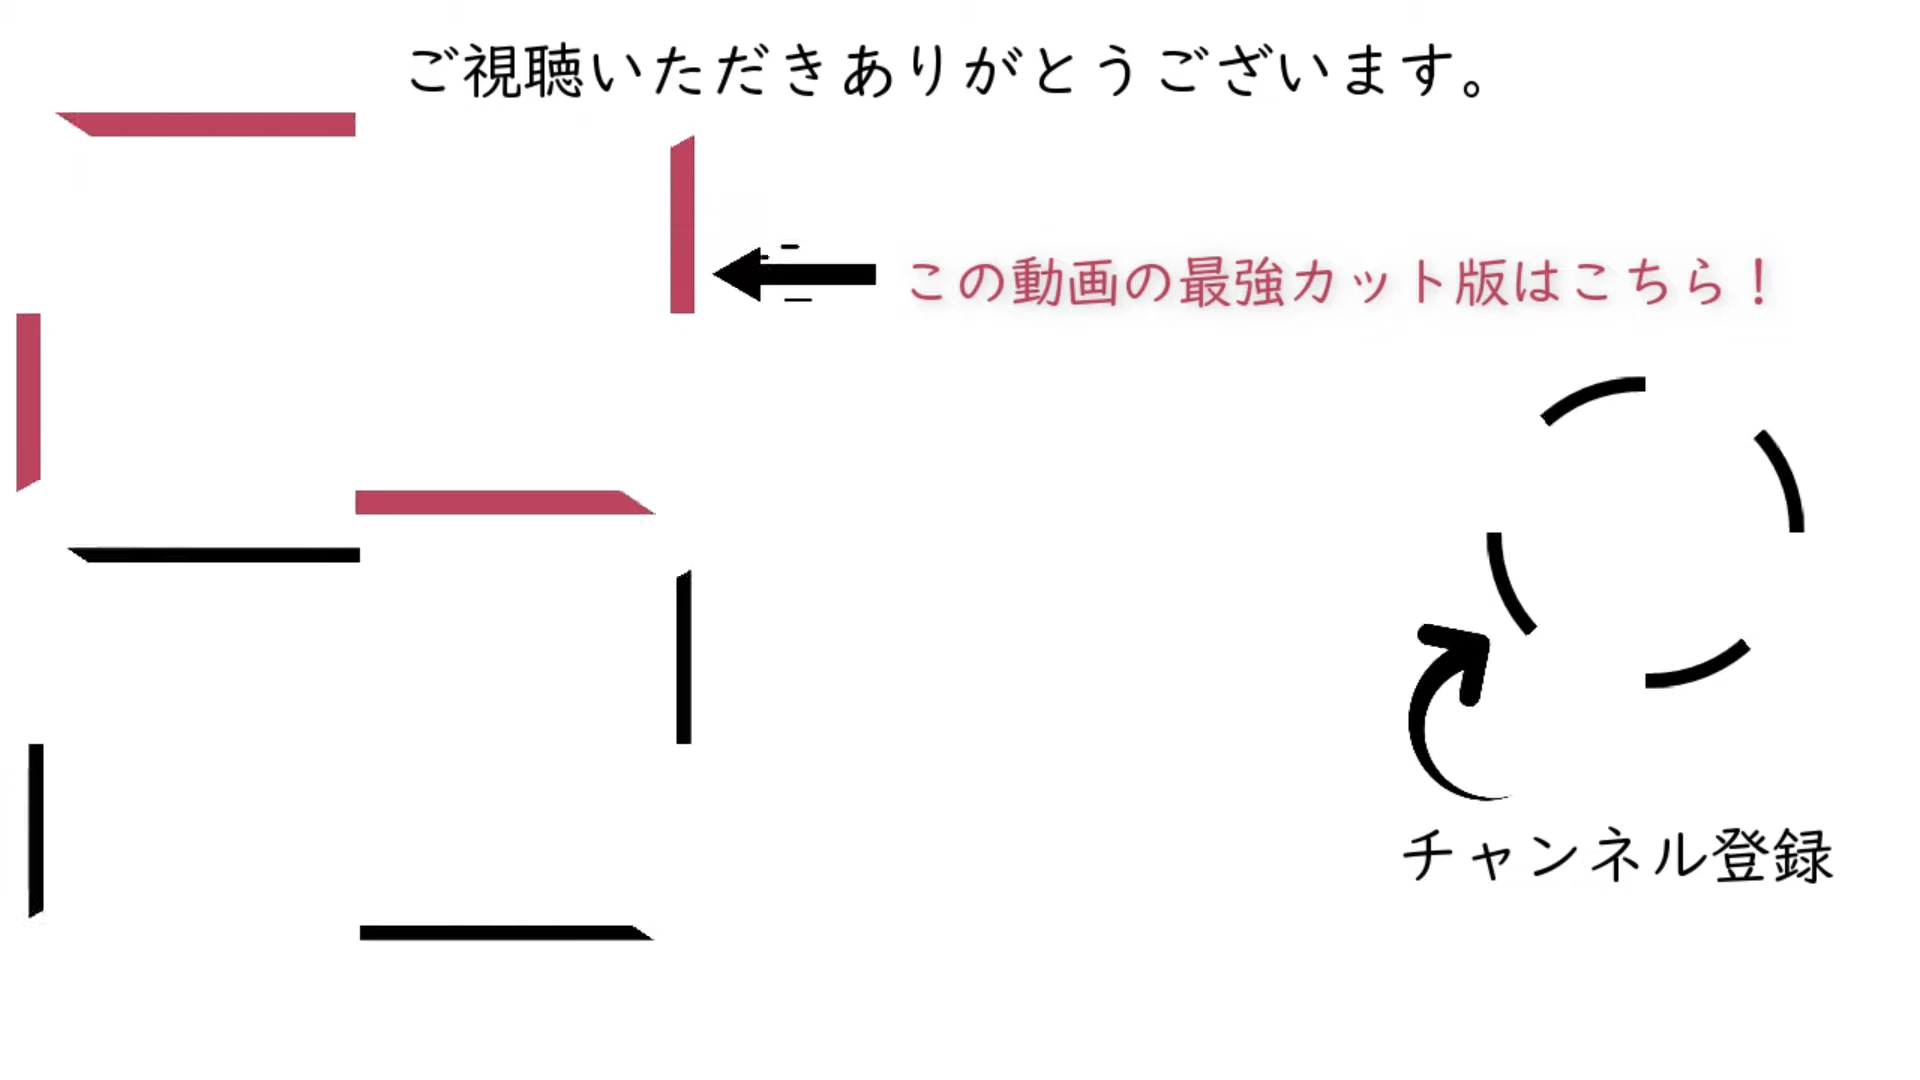 ご視聴いただきありがとうございます。
この動画の最強カット版はこちら！
チャンネル登録